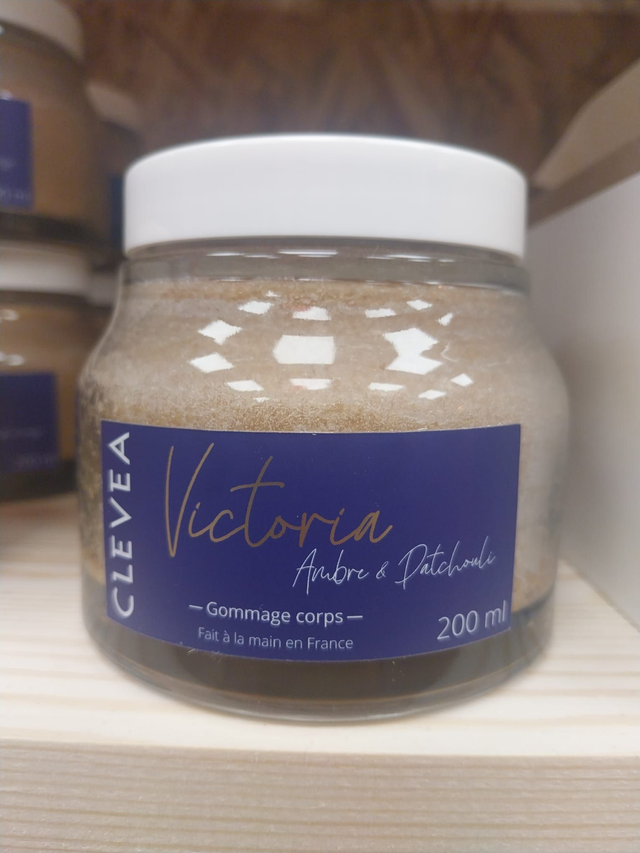 CLEVEA
Victoria
Ambre & Patchouli
— Gommage corps —
Fait à la main en France
200 ml